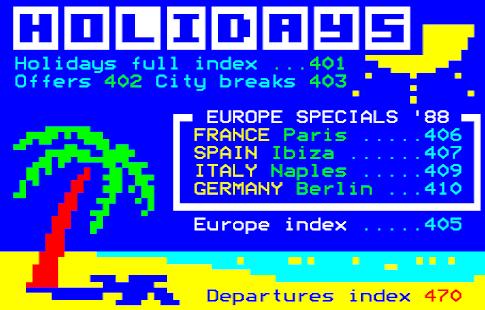 HOLIDAYS
Holidays full index ...401
Offers 402 City breaks 403
EUROPE SPECIALS '88
FRANCE Paris .....406
SPAIN Ibiza ......407
ITALY Naples .....409
GERMANY Berlin ...410
Europe index .....405
Departures index 470